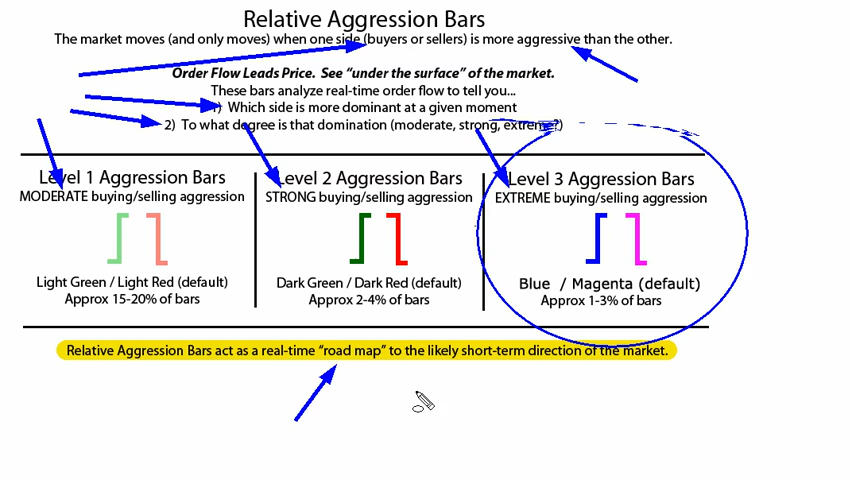 Relative Aggression Bars
The market moves (and only moves) when one side (buyers or sellers) is more aggressive than the other.
Order Flow Leads Price. See “under the surface” of the market.
These bars analyze real-time order flow to tell you...
1) Which side is more dominant at a given moment
2) To what degree is that domination (moderate, strong, extreme?)
Level 1 Aggression Bars
MODERATE buying/selling aggression
Light Green / Light Red (default)
Approx 15-20% of bars
Level 2 Aggression Bars
STRONG buying/selling aggression
Dark Green / Dark Red (default)
Approx 2-4% of bars
Level 3 Aggression Bars
EXTREME buying/selling aggression
Blue / Magenta (default)
Approx 1-3% of bars
Relative Aggression Bars act as a real-time “road map” to the likely short-term direction of the market.